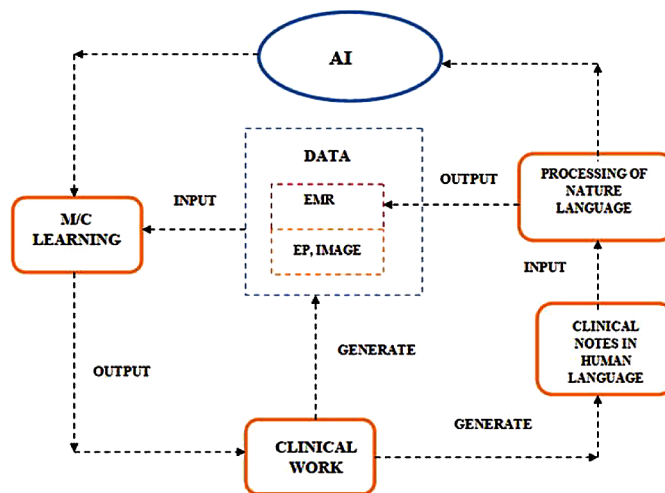 AI
DATA
OUTPUT
PROCESSING OF
NATURE
LANGUAGE
EMR
INPUT
M/C
LEARNING
EP, IMAGE
INPUT
CLINICAL
NOTES IN
HUMAN
LANGUAGE
GENERATE
OUTPUT
GENERATE
CLINICAL
WORK